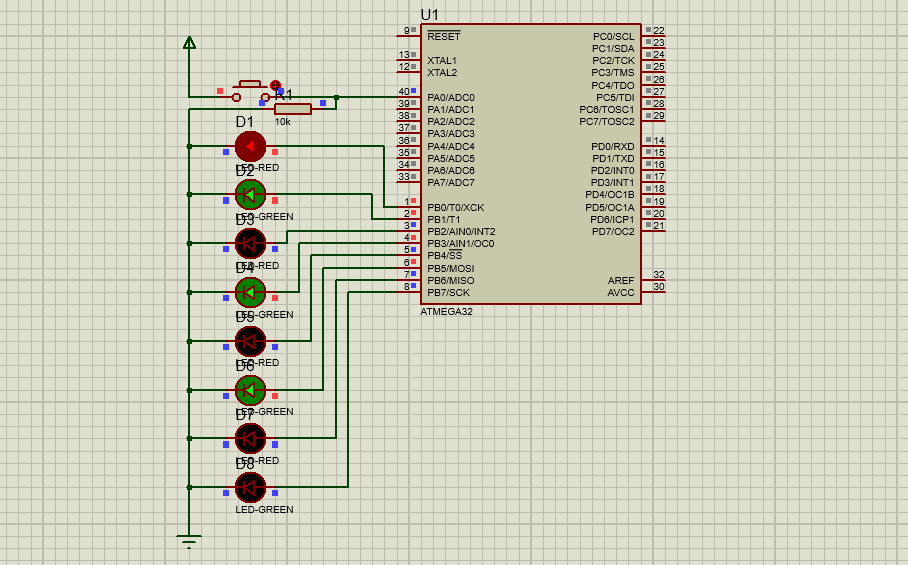 U1
9 RESET
13 XTAL1
12 XTAL2
40 PA0/ADC0
39 PA1/ADC1
38 PA2/ADC2
37 PA3/ADC3
36 PA4/ADC4
35 PA5/ADC5
34 PA6/ADC6
33 PA7/ADC7
1 PB0/T0/XCK
2 PB1/T1
3 PB2/AIN0/INT2
4 PB3/AIN1/OC0
5 PB4/SS
6 PB5/MOSI
7 PB6/MISO
8 PB7/SCK
PC0/SCL 22
PC1/SDA 23
PC2/TCK 24
PC3/TMS 25
PC4/TDO 26
PC5/TDI 27
PC6/TOSC1 28
PC7/TOSC2 29
PD0/RXD 14
PD1/TXD 15
PD2/INT0 16
PD3/INT1 17
PD4/OC1B 18
PD5/OC1A 19
PD6/ICP1 20
PD7/OC2 21
AREF 32
AVCC 30
ATMEGA32
R1
10k
D1
LED-RED
D2
LED-GREEN
D3
LED-RED
D4
LED-GREEN
D5
LED-RED
D6
LED-GREEN
D7
LED-RED
D8
LED-GREEN